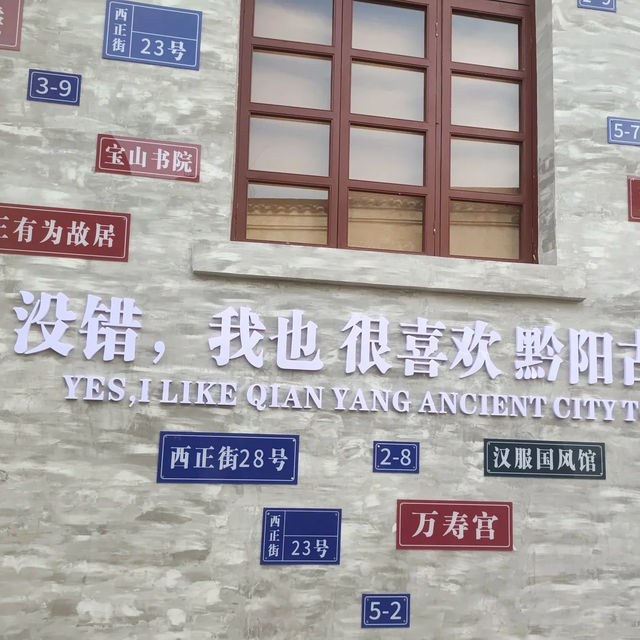 西正街
23号
3-9
5-7
宝山书院
王有为故居
没错，我也很喜欢黔阳古
YES,I LIKE QIAN YANG ANCIENT CITY T
西正街28号
2-8
汉服国风馆
西正街
23号
万寿宫
5-2